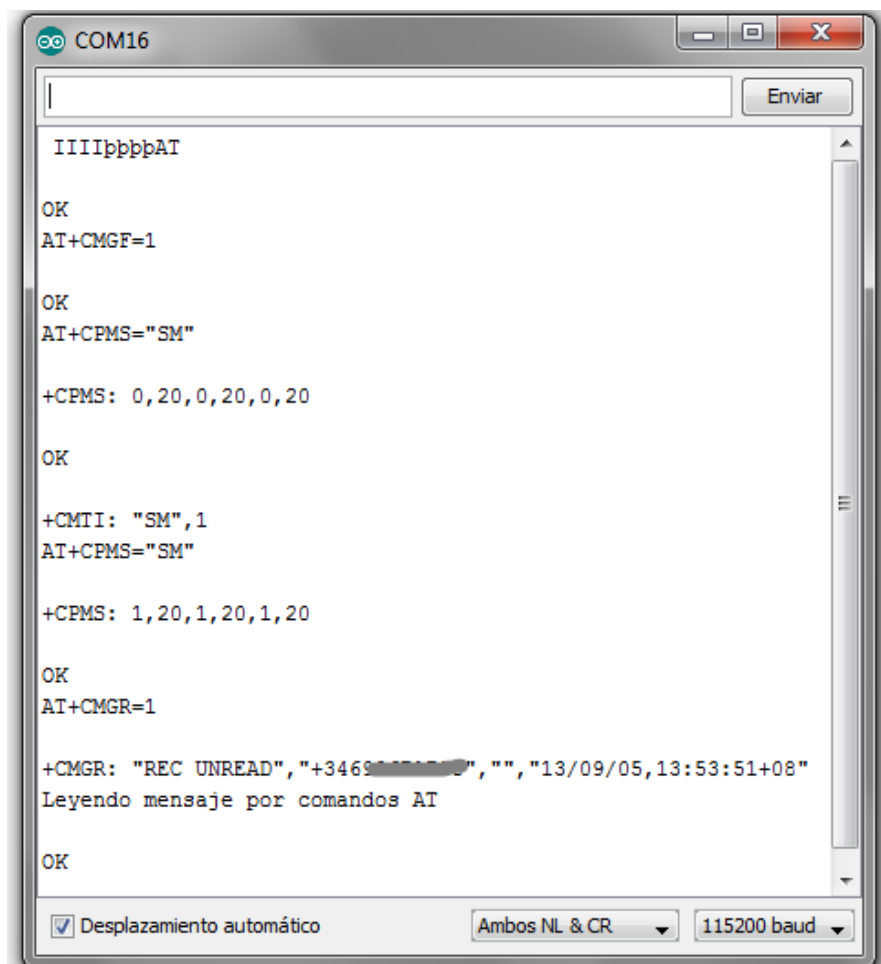 COM16
Enviar
IIIIþþþþAT
OK
AT+CMGF=1
OK
AT+CPMS="SM"
+CPMS: 0,20,0,20,0,20
OK
+CMTI: "SM",1
AT+CPMS="SM"
+CPMS: 1,20,1,20,1,20
OK
AT+CMGR=1
+CMGR: "REC UNREAD","+346 ","","13/09/05,13:53:51+08"
Leyendo mensaje por comandos AT
OK
Desplazamiento automático Ambos NL & CR 115200 baud